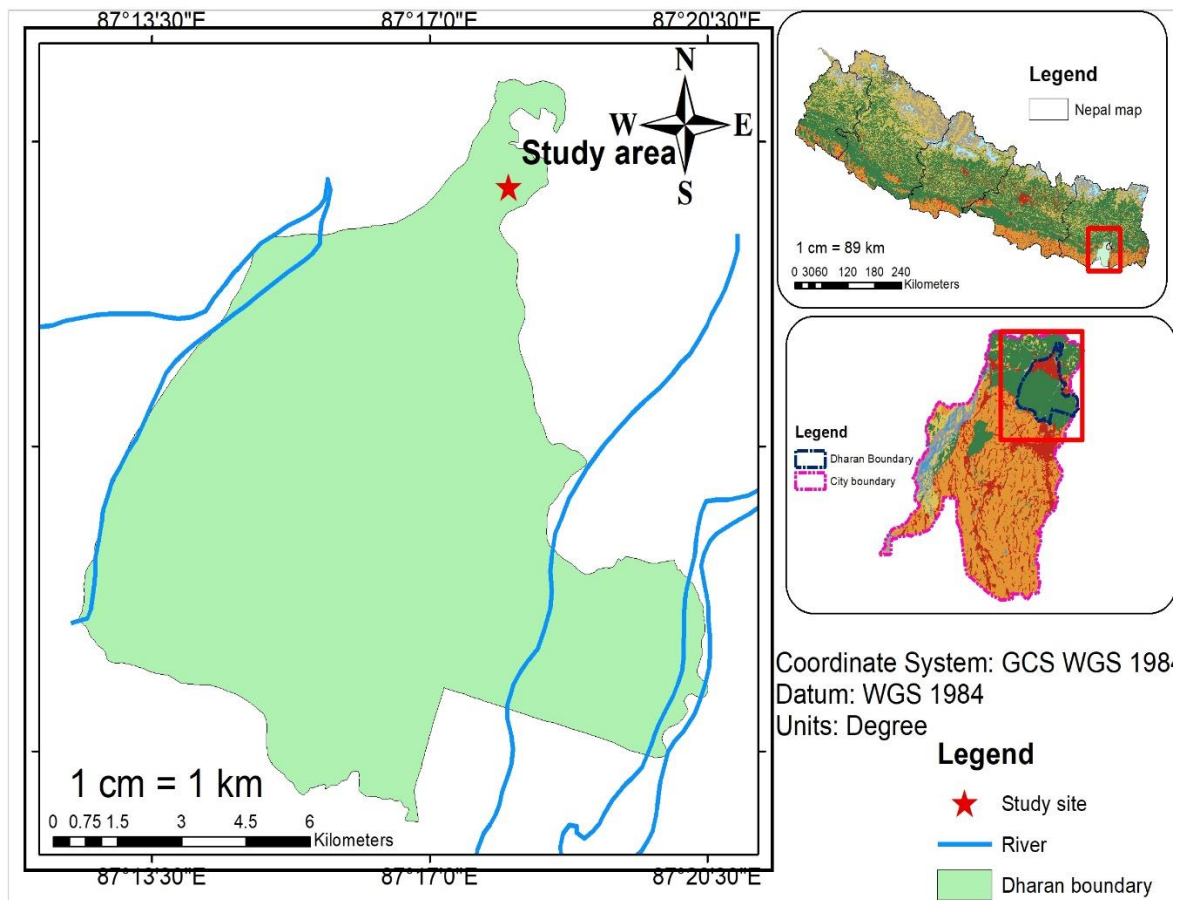 87°13'30"E 87°17'0"E 87°20'30"E
N
W E
S
Study area
1 cm = 1 km
0 0.75 1.5 3 4.5 6
Kilometers
87°13'30"E 87°17'0"E 87°20'30"E
Legend
Nepal map
1 cm = 89 km
0 3060 120 180 240
Kilometers
Legend
Dharan Boundary
City boundary
Coordinate System: GCS WGS 198
Datum: WGS 1984
Units: Degree
Legend
Study site
River
Dharan boundary